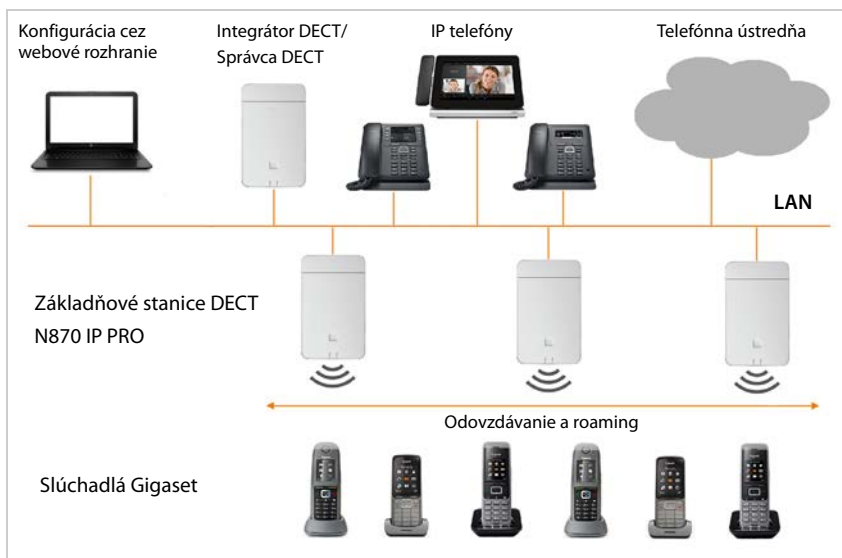 Konfigurácia cez
webové rozhranie
Integrátor DECT/
Správca DECT
IP telefóny
Telefónna ústredňa
LAN
Základňové stanice DECT
N870 IP PRO
Odovzdávanie a roaming
Slúchadlá Gigaset